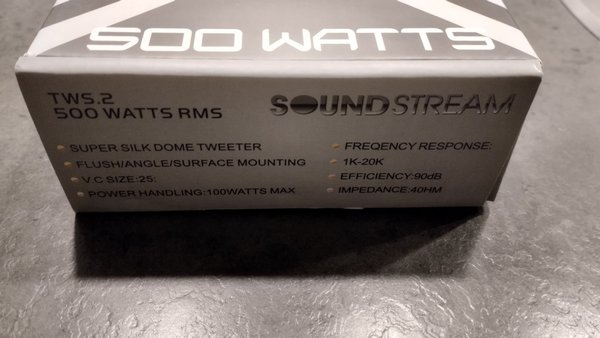 500 WATTS
TWS.2
500 WATTS RMS
SOUNDSTREAM
SUPER SILK DOME TWEETER
FLUSH/ANGLE/SURFACE MOUNTING
V.C SIZE:25:
POWER HANDLING:100WATTS MAX
FREQENCY RESPONSE:
1K-20K
EFFICIENCY:90dB
IMPEDANCE:4OHM